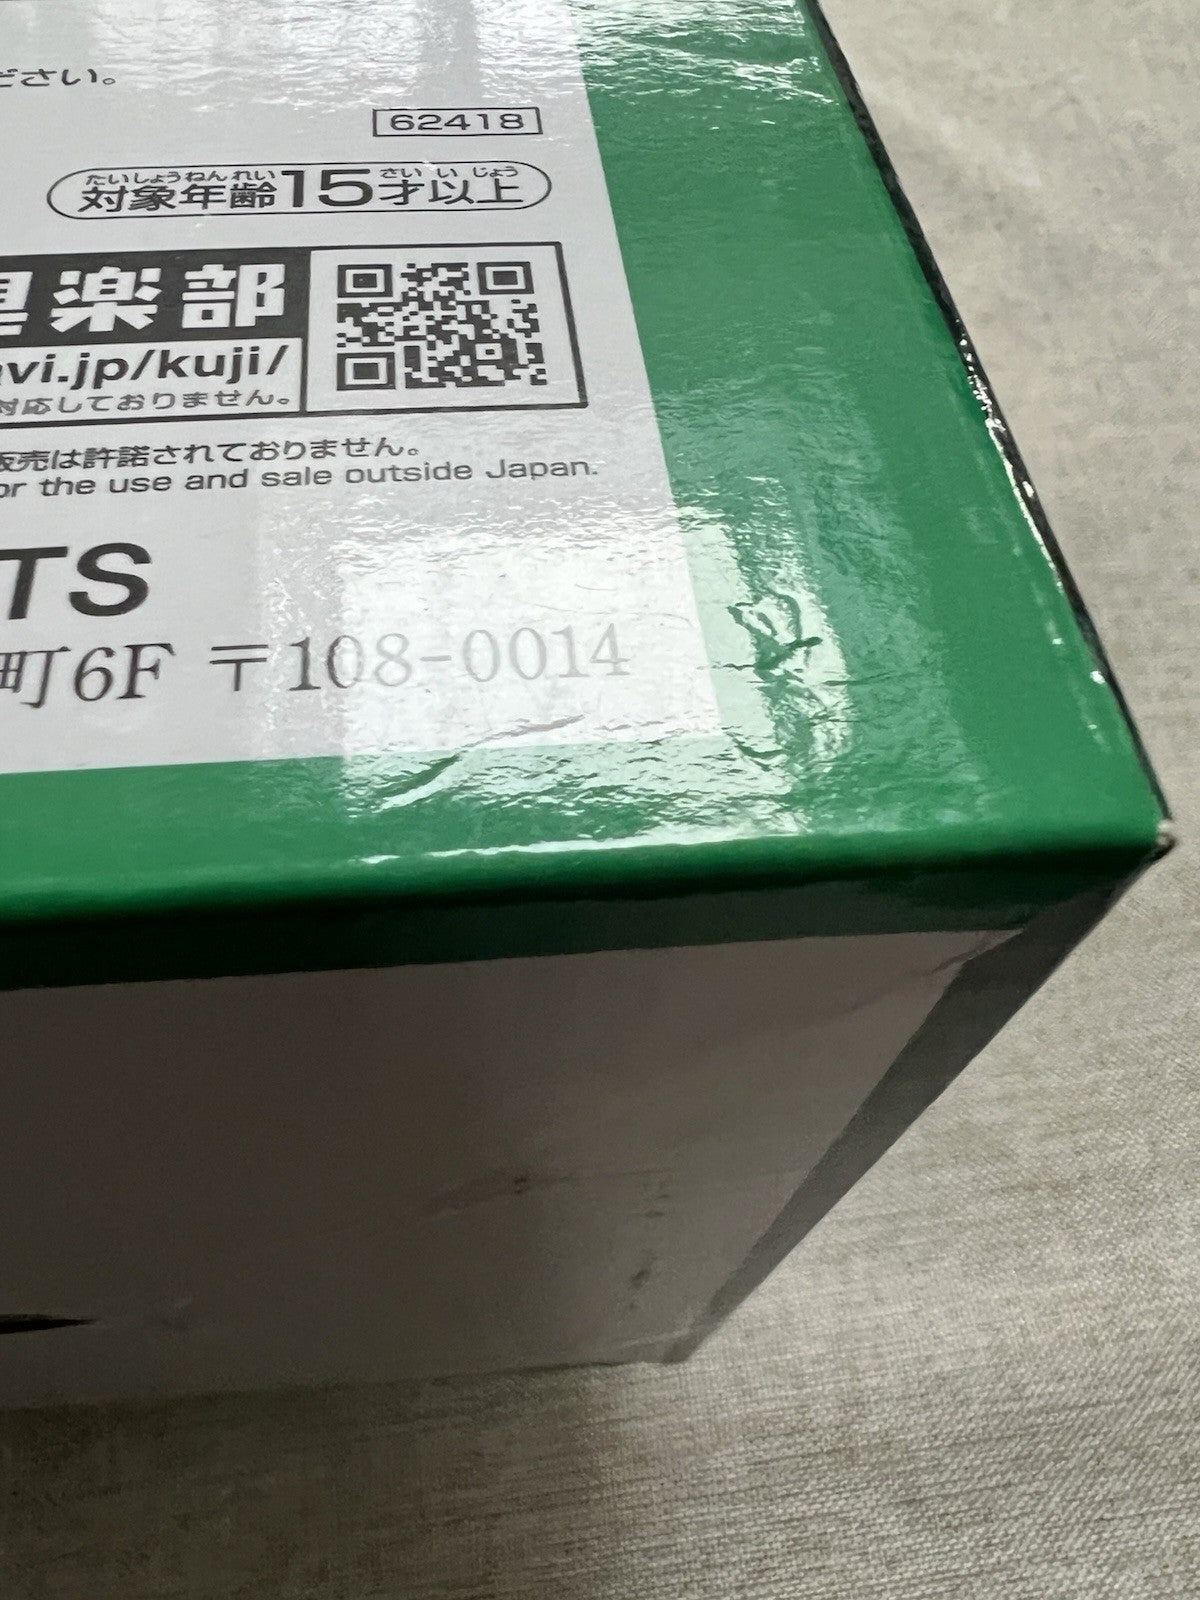 ださい。
62418
たいしょうねんれい さいいじょう
対象年齢15才以上
倶楽部
avi.jp/kuji/
対応しておりません。
販売は許諾されておりません。
or the use and sale outside Japan.
TS
町6F 〒108-0014